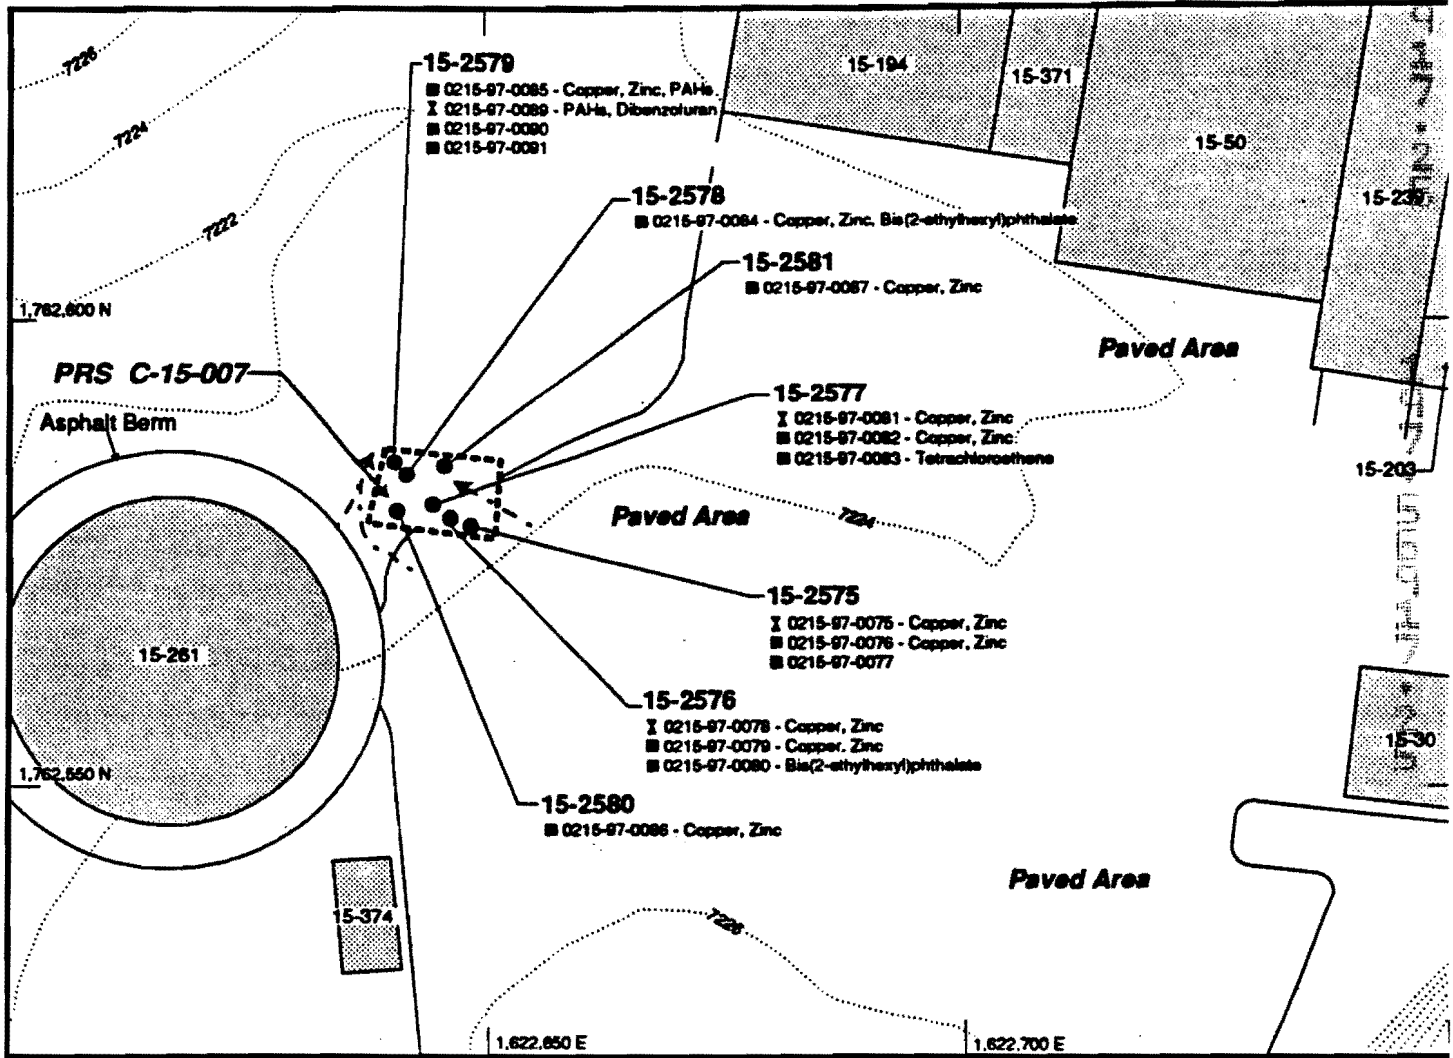 7226
7224
7222
15-2579
0215-97-0085 - Copper, Zinc, PAHs
0215-97-0089 - PAHs, Dibenzofuran
0215-97-0090
0215-97-0091
15-194
15-371
15-50
15-2578
0215-97-0084 - Copper, Zinc, Bis(2-ethylhexyl)phthalate
15-2581
0215-97-0087 - Copper, Zinc
1,762,600 N
Paved Area
PRS C-15-007
Asphalt Berm
15-2577
0215-97-0081 - Copper, Zinc
0215-97-0082 - Copper, Zinc
0215-97-0083 - Tetrachloroethene
15-203
Paved Area
7224
15-2575
0215-97-0075 - Copper, Zinc
0215-97-0076 - Copper, Zinc
0215-97-0077
15-261
15-2576
0215-97-0078 - Copper, Zinc
0215-97-0079 - Copper, Zinc
0215-97-0080 - Bis(2-ethylhexyl)phthalate
15-30
1,762,550 N
15-2580
0215-97-0086 - Copper, Zinc
Paved Area
15-374
7226
1,622,650 E
1,622,700 E